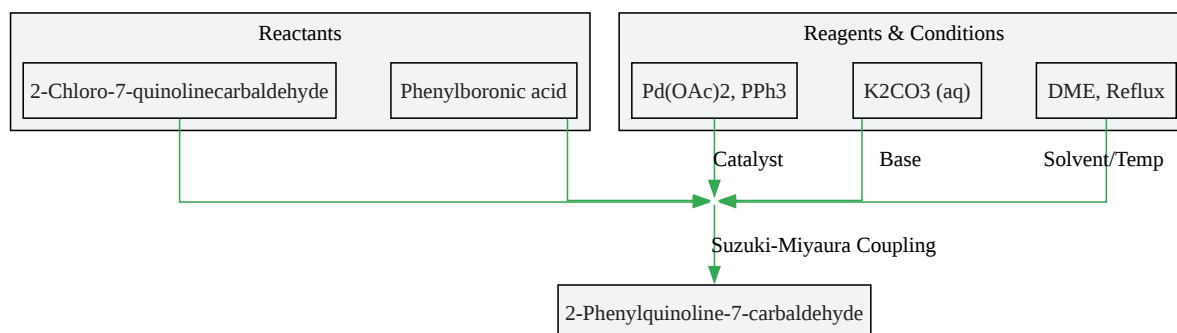 Reactants
Reagents & Conditions
2-Chloro-7-quinolinecarbaldehyde
Phenylboronic acid
Pd(OAc)2, PPh3
K2CO3 (aq)
DME, Reflux
Catalyst
Base
Solvent/Temp
Suzuki-Miyaura Coupling
2-Phenylquinoline-7-carbaldehyde